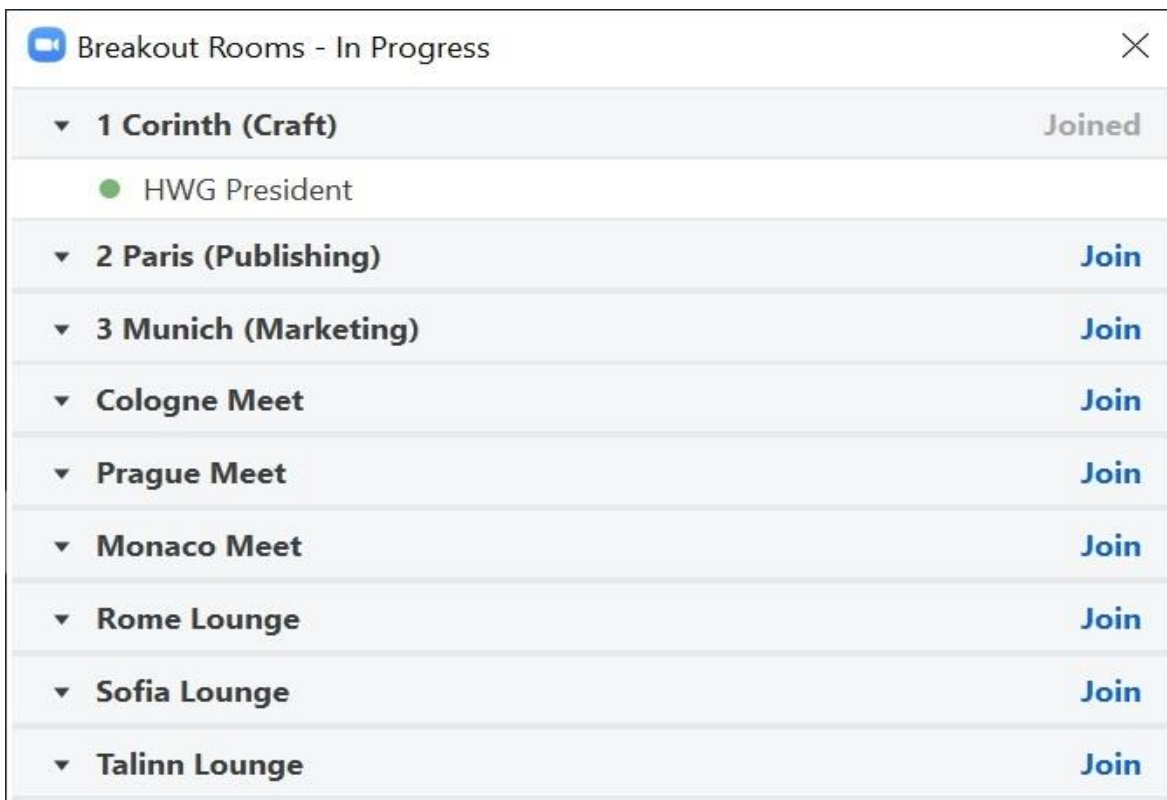 Breakout Rooms - In Progress
1 Corinth (Craft) Joined
HWG President
2 Paris (Publishing) Join
3 Munich (Marketing) Join
Cologne Meet Join
Prague Meet Join
Monaco Meet Join
Rome Lounge Join
Sofia Lounge Join
Talinn Lounge Join